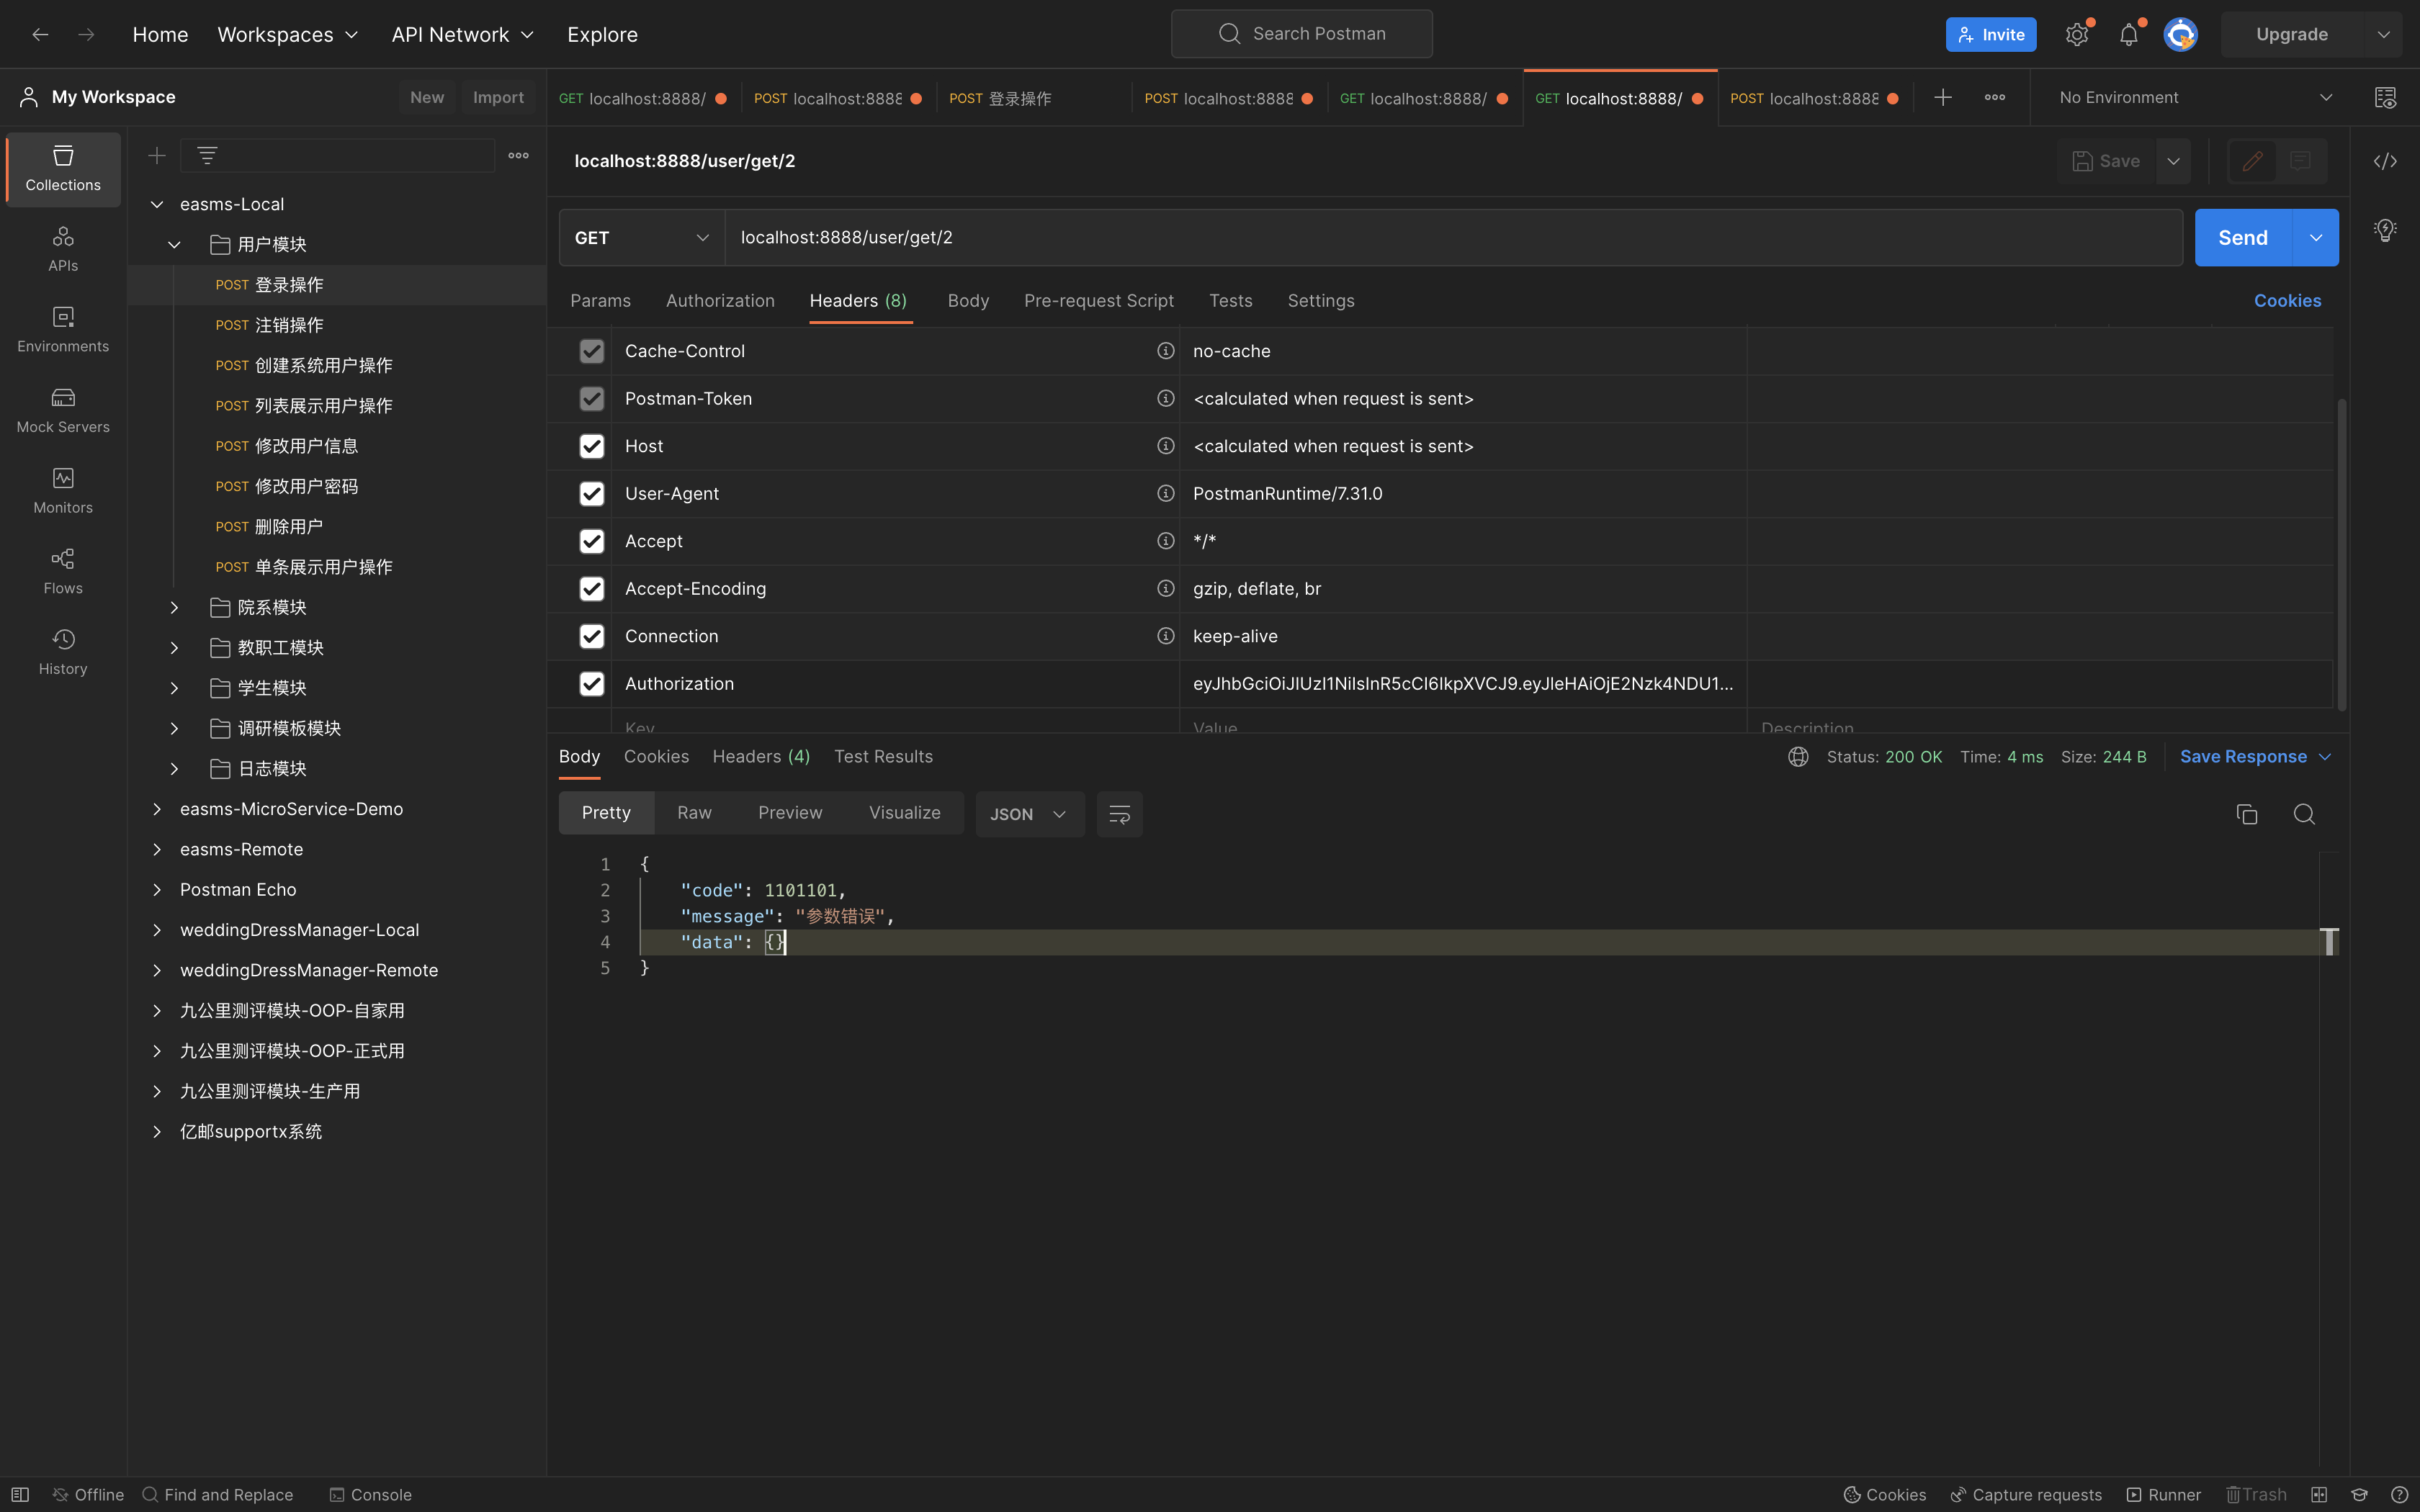 Home Workspaces API Network Explore
Search Postman
Invite
Upgrade
My Workspace
New Import
GET localhost:8888/
POST localhost:8888
POST 登录操作
POST localhost:8888
GET localhost:8888/
GET localhost:8888/
POST localhost:8888
No Environment
Collections
APIs
Environments
Mock Servers
Monitors
Flows
History
easms-Local
用户模块
POST 登录操作
POST 注销操作
POST 创建系统用户操作
POST 列表展示用户操作
POST 修改用户信息
POST 修改用户密码
POST 删除用户
POST 单条展示用户操作
院系模块
教职工模块
学生模块
调研模板模块
日志模块
easms-MicroService-Demo
easms-Remote
Postman Echo
weddingDressManager-Local
weddingDressManager-Remote
九公里测评模块-OOP-自家用
九公里测评模块-OOP-正式用
九公里测评模块-生产用
亿邮supportx系统
localhost:8888/user/get/2
Save
GET localhost:8888/user/get/2
Send
Params Authorization Headers (8) Body Pre-request Script Tests Settings
Cookies
Cache-Control no-cache
Postman-Token <calculated when request is sent>
Host <calculated when request is sent>
User-Agent PostmanRuntime/7.31.0
Accept */*
Accept-Encoding gzip, deflate, br
Connection keep-alive
Authorization eyJhbGciOiJIUzI1NiIsInR5cCI6IkpXVCJ9.eyJleHAiOjE2Nzk4NDU1...
Key Value Description
Body Cookies Headers (4) Test Results
Status: 200 OK Time: 4 ms Size: 244 B Save Response
Pretty Raw Preview Visualize JSON
1 {
2 "code": 1101101,
3 "message": "参数错误",
4 "data": {}
5 }
Offline Find and Replace Console
Cookies Capture requests Runner Trash